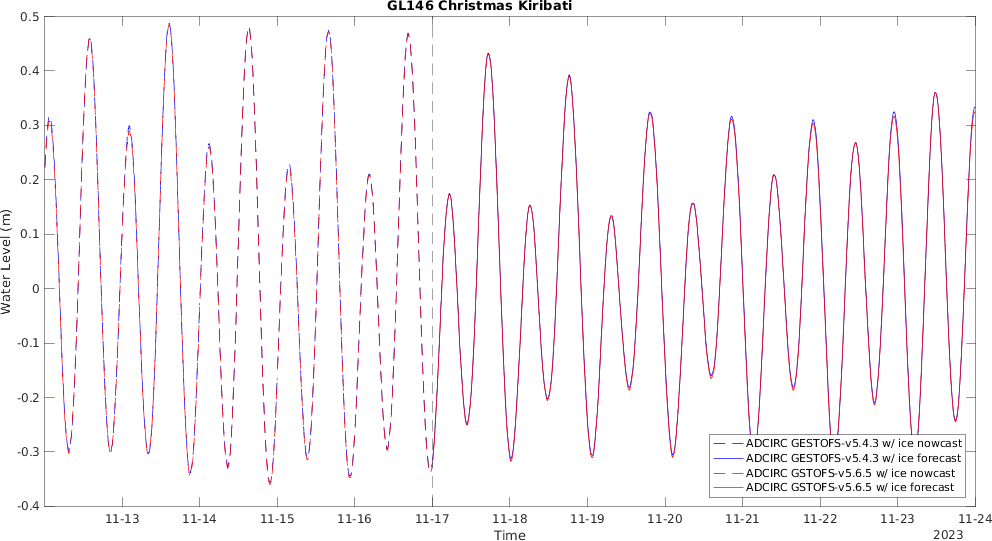 GL146 Christmas Kiribati
0.5
0.4
0.3
0.2
0.1
0
-0.1
-0.2
-0.3
-0.4
Water Level (m)
ADCIRC GESTOFS-v5.4.3 w/ ice nowcast
ADCIRC GESTOFS-v5.4.3 w/ ice forecast
ADCIRC GSTOFS-v5.6.5 w/ ice nowcast
ADCIRC GSTOFS-v5.6.5 w/ ice forecast
11-13 11-14 11-15 11-16 11-17 11-18 11-19 11-20 11-21 11-22 11-23 11-24
Time
2023